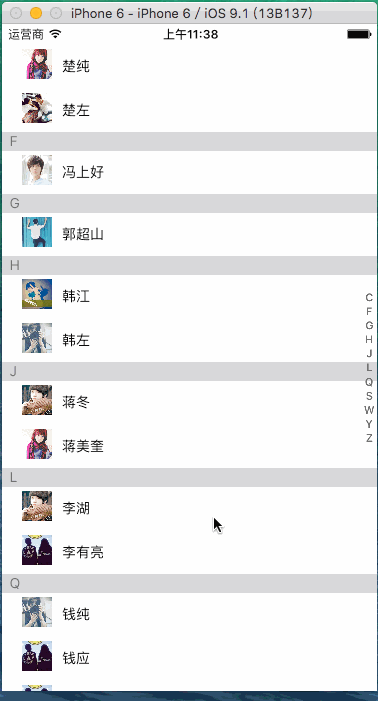 iPhone 6 - iPhone 6 / iOS 9.1 (13B137)
运营商 上午11:38
楚纯
楚左
F
冯上好
G
郭超山
H
韩江
韩左
J
蒋冬
蒋美奎
L
李湖
李有亮
Q
钱纯
钱应
C
F
G
H
J
L
Q
S
W
Y
Z